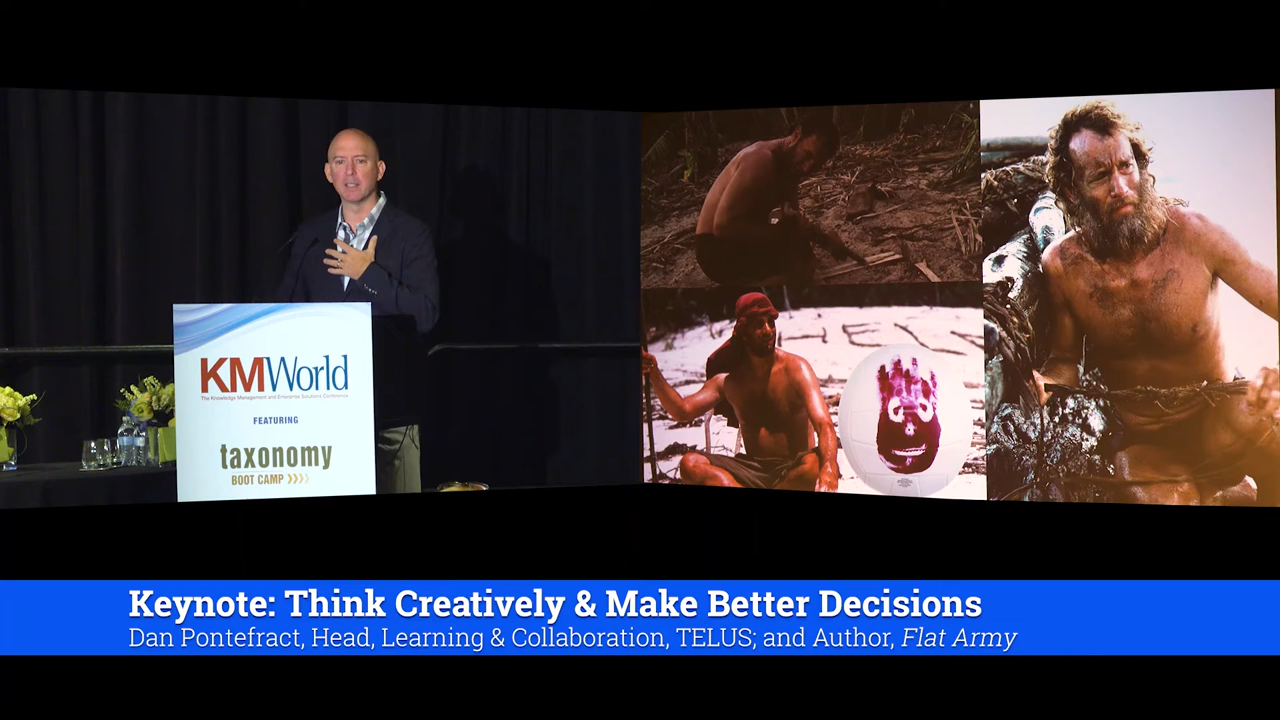 KMWorld
The Knowledge Management and Enterprise Solutions Conference
FEATURING
taxonomy
BOOT CAMP
HELP
Keynote: Think Creatively & Make Better Decisions
Dan Pontefract, Head, Learning & Collaboration, TELUS; and Author, Flat Army